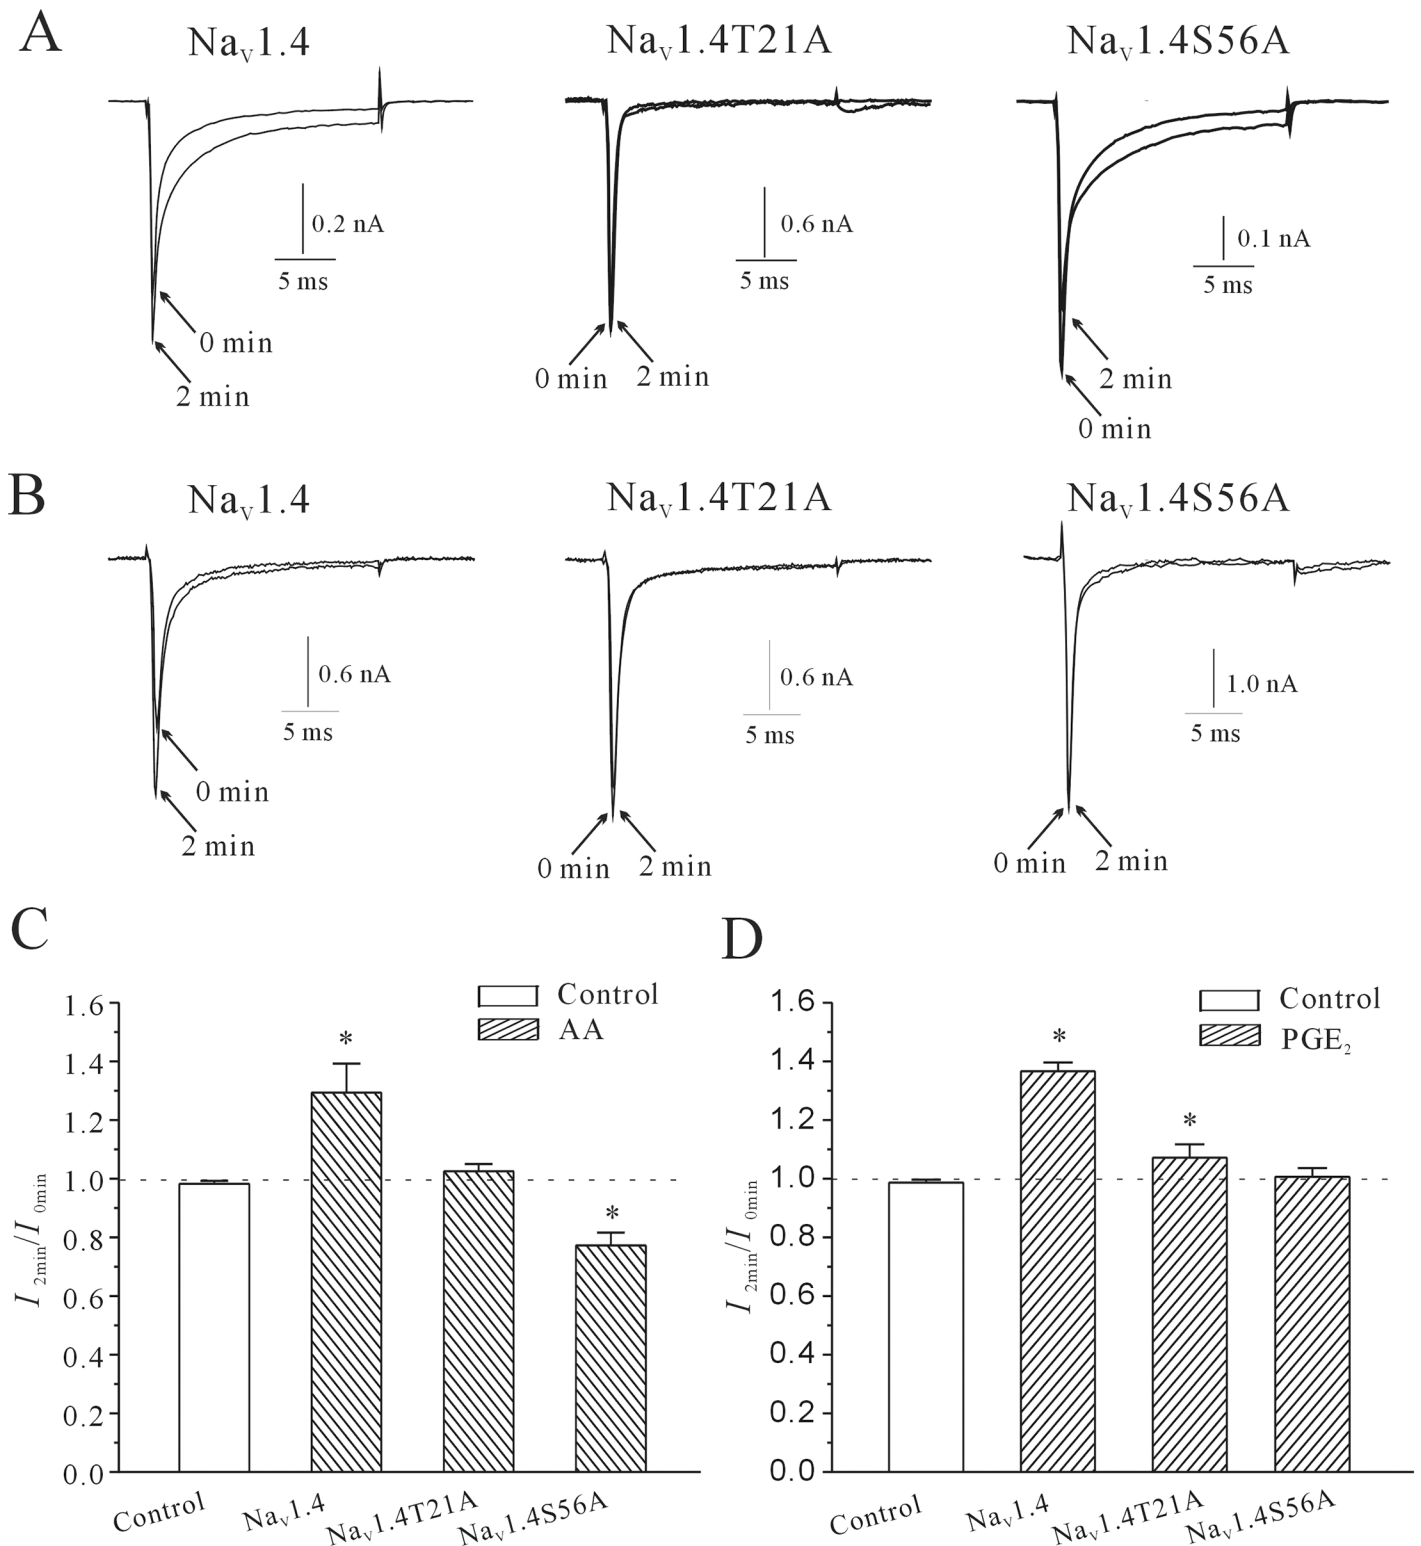 A
Naᵥ1.4
Naᵥ1.4T21A
Naᵥ1.4S56A
0.2 nA
5 ms
0 min
2 min
0.6 nA
5 ms
0 min
2 min
0.1 nA
5 ms
2 min
0 min
B
Naᵥ1.4
Naᵥ1.4T21A
Naᵥ1.4S56A
0.6 nA
5 ms
0 min
2 min
0.6 nA
5 ms
0 min
2 min
1.0 nA
5 ms
0 min
2 min
C
Control
AA
1.6
1.4
1.2
1.0
0.8
0.6
0.4
0.2
0.0
I 2min/I 0min
*
*
Control
Naᵥ1.4
Naᵥ1.4T21A
Naᵥ1.4S56A
D
Control
PGE₂
1.6
1.4
1.2
1.0
0.8
0.6
0.4
0.2
0.0
I 2min/I 0min
*
*
Control
Naᵥ1.4
Naᵥ1.4T21A
Naᵥ1.4S56A